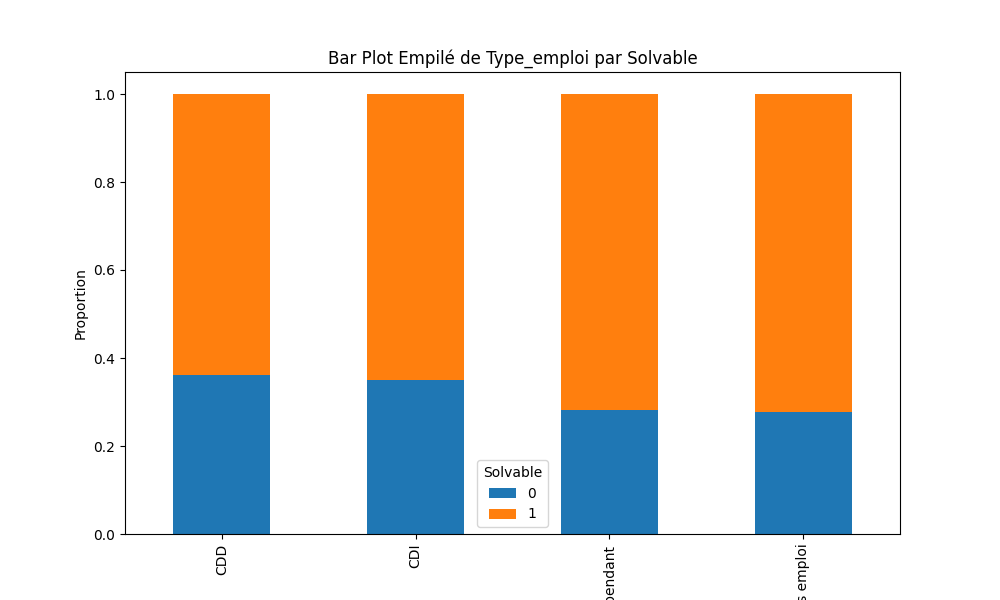 Bar Plot Empilé de Type_emploi par Solvable
Proportion
1.0
0.8
0.6
0.4
0.2
0.0
Solvable
0
1
CDD
CDI
pendant
s emploi